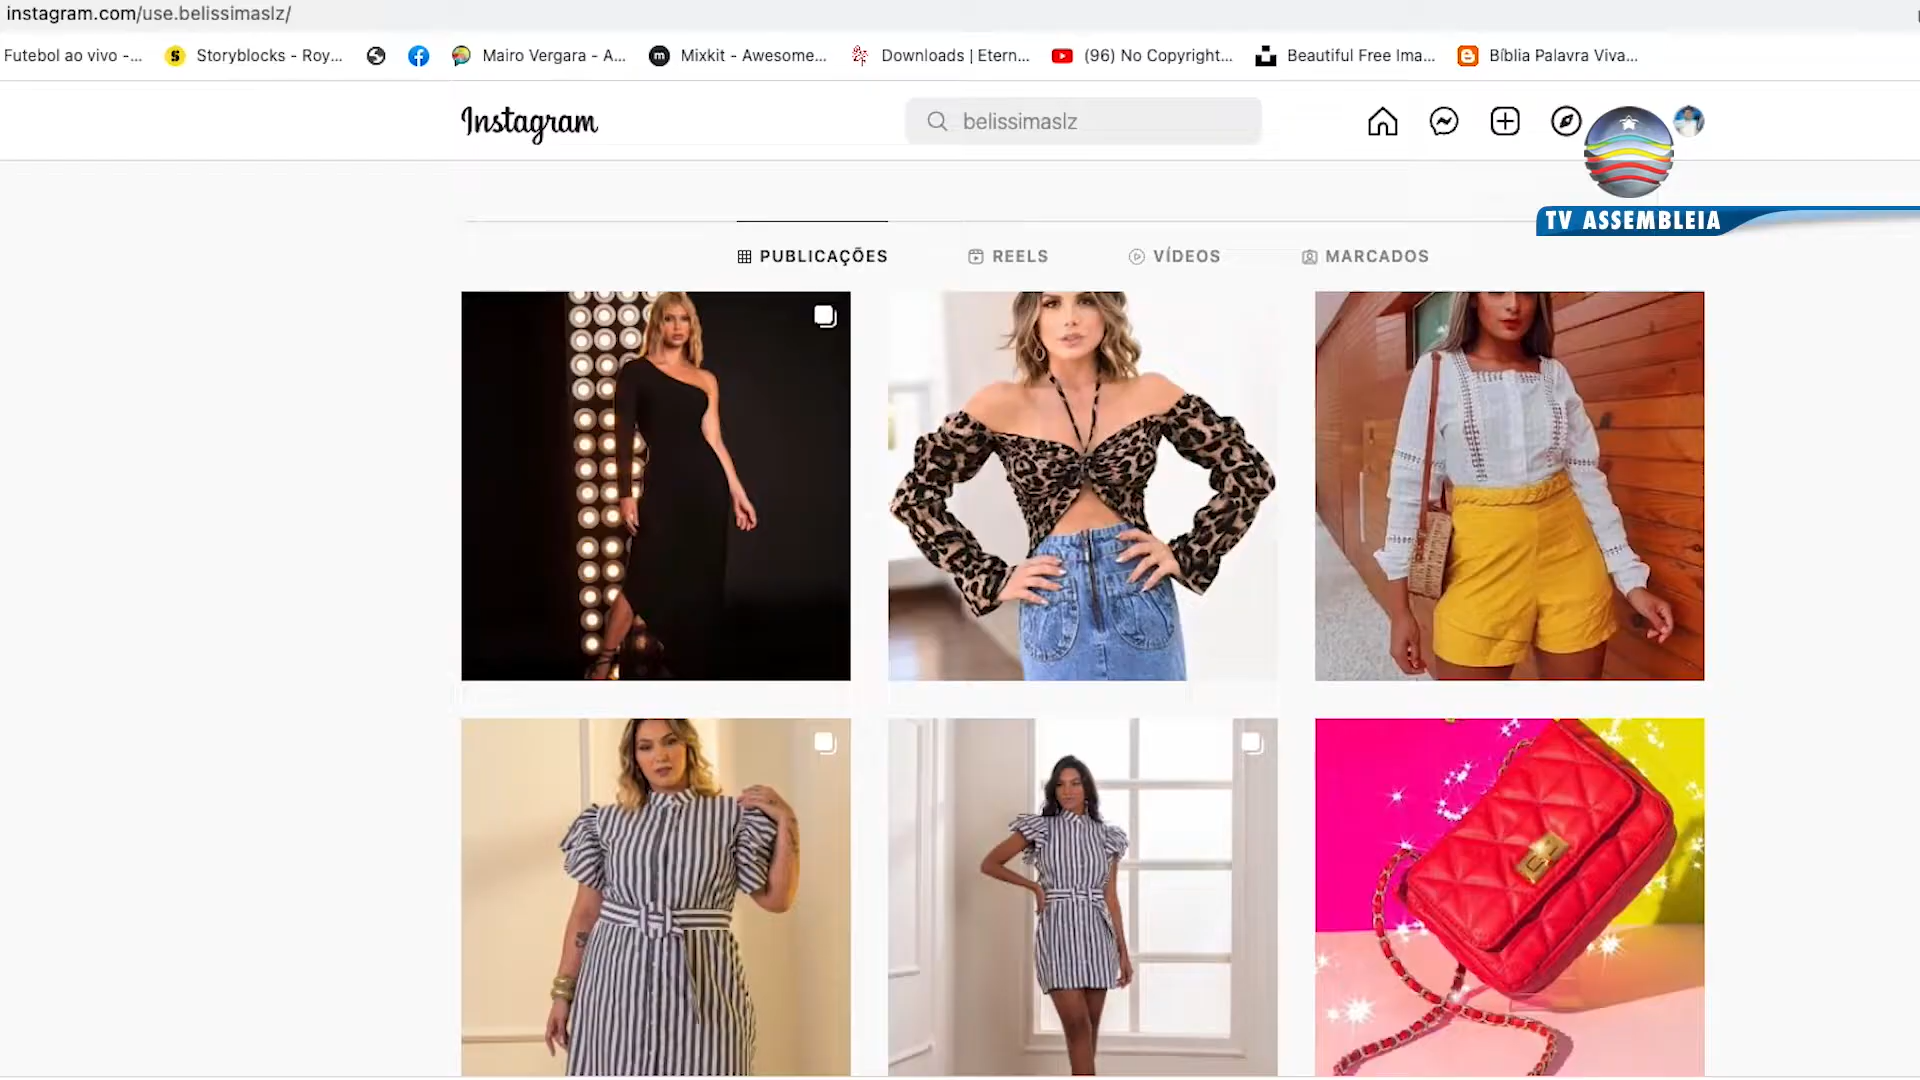 instagram.com/use.belissimaslz/
Futebol ao vivo -... Storyblocks - Roy... Mairo Vergara - A... Mixkit - Awesome... Downloads | Etern... (96) No Copyright... Beautiful Free Ima... Bíblia Palavra Viva...
Instagram belissimaslz
TV ASSEMBLEIA
PUBLICAÇÕES REELS VÍDEOS MARCADOS